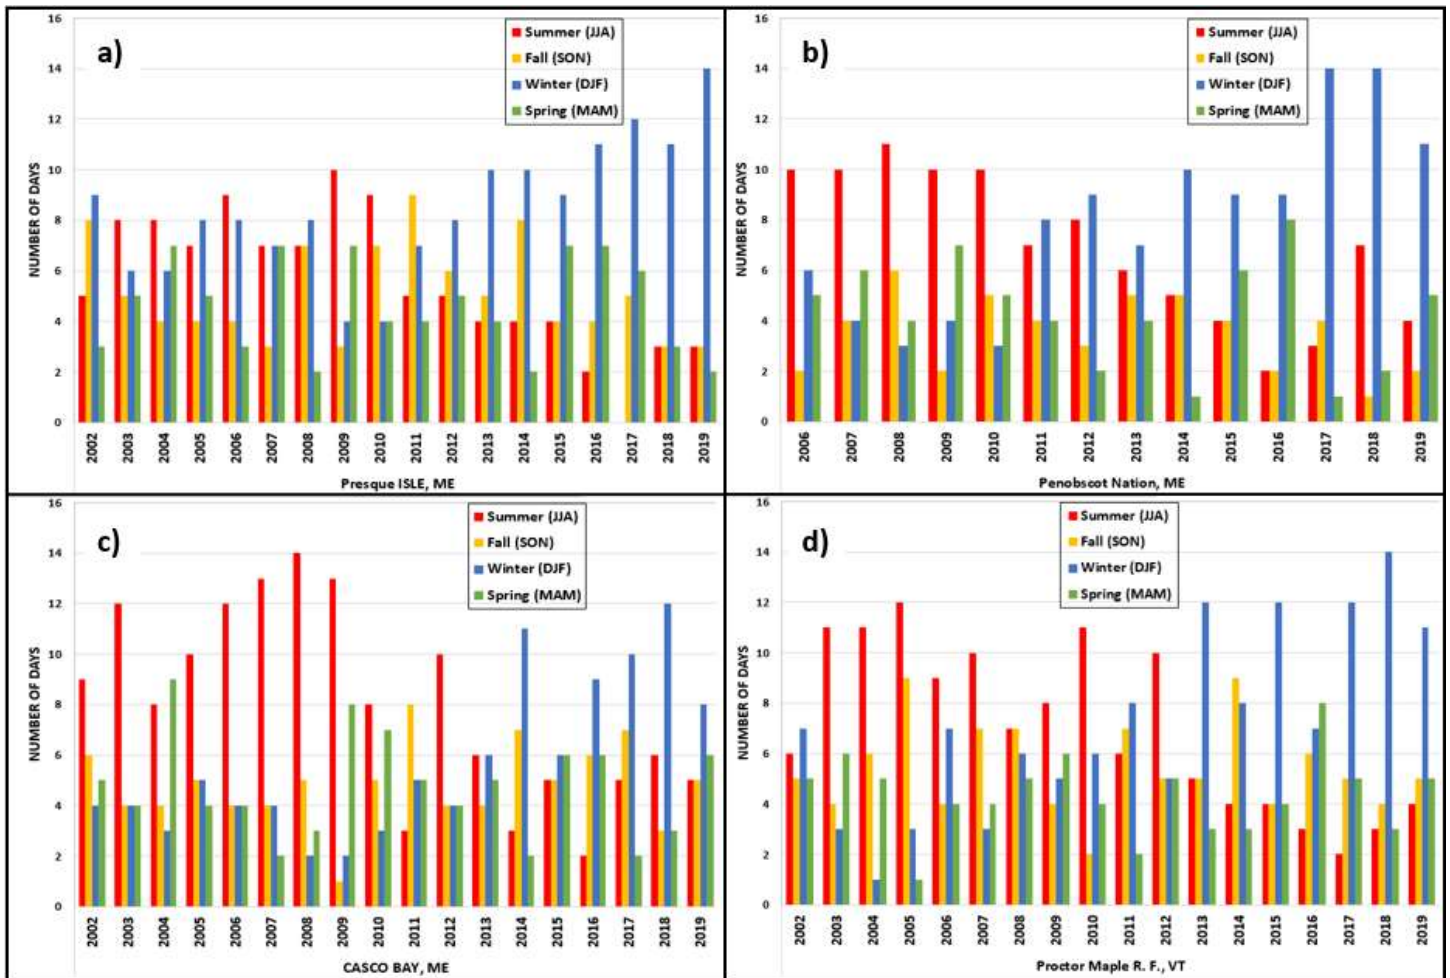 a)
16
14
12
10
8
6
4
2
0
NUMBER OF DAYS
Summer (JJA)
Fall (SON)
Winter (DJF)
Spring (MAM)
2002 2003 2004 2005 2006 2007 2008 2009 2010 2011 2012 2013 2014 2015 2016 2017 2018 2019
Presque ISLE, ME
b)
16
14
12
10
8
6
4
2
0
NUMBER OF DAYS
Summer (JJA)
Fall (SON)
Winter (DJF)
Spring (MAM)
2006 2007 2008 2009 2010 2011 2012 2013 2014 2015 2016 2017 2018 2019
Penobscot Nation, ME
c)
16
14
12
10
8
6
4
2
0
NUMBER OF DAYS
Summer (JJA)
Fall (SON)
Winter (DJF)
Spring (MAM)
2002 2003 2004 2005 2006 2007 2008 2009 2010 2011 2012 2013 2014 2015 2016 2017 2018 2019
CASCO BAY, ME
d)
16
14
12
10
8
6
4
2
0
NUMBER OF DAYS
Summer (JJA)
Fall (SON)
Winter (DJF)
Spring (MAM)
2002 2003 2004 2005 2006 2007 2008 2009 2010 2011 2012 2013 2014 2015 2016 2017 2018 2019
Proctor Maple R. F., VT